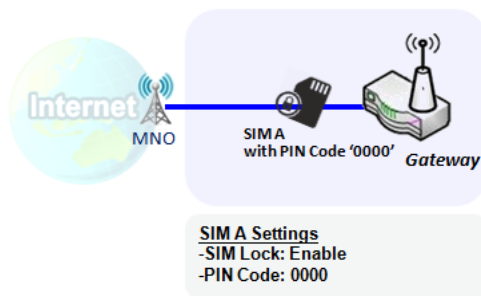 Internet
MNO
SIM A
with PIN Code ‘0000’
Gateway
SIM A Settings
-SIM Lock: Enable
-PIN Code: 0000